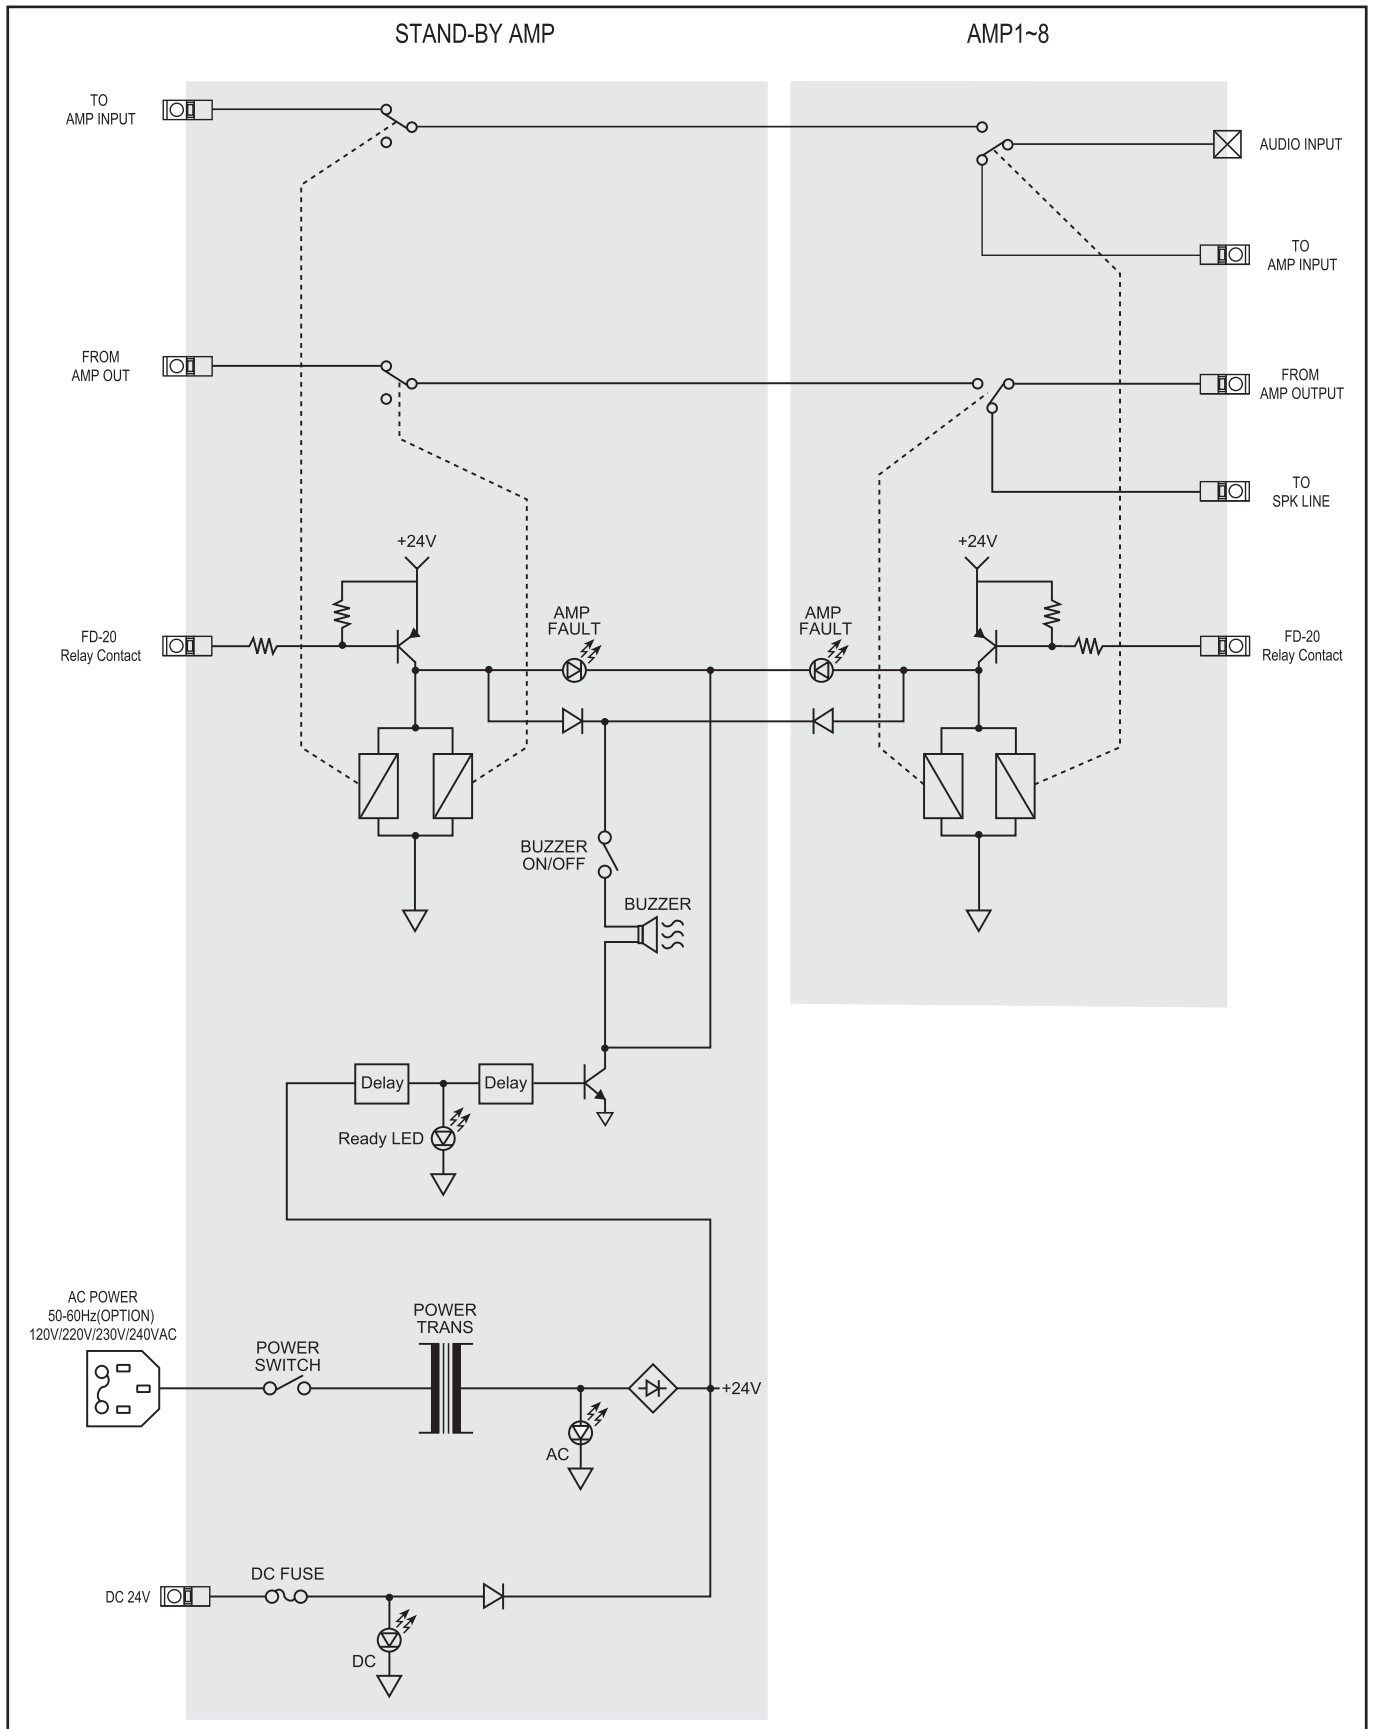 STAND-BY AMP
AMP1~8
TO
AMP INPUT
AUDIO INPUT
TO
AMP INPUT
FROM
AMP OUT
FROM
AMP OUTPUT
TO
SPK LINE
+24V
+24V
FD-20
Relay Contact
AMP
FAULT
AMP
FAULT
FD-20
Relay Contact
BUZZER
ON/OFF
BUZZER
Delay
Delay
Ready LED
AC POWER
50-60Hz(OPTION)
120V/220V/230V/240VAC
POWER
SWITCH
POWER
TRANS
+24V
AC
DC FUSE
DC 24V
DC